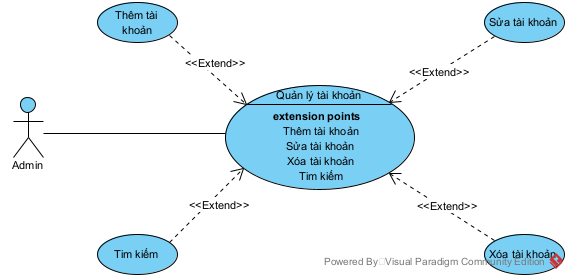 Thêm tài
khoản
Sửa tài khoản
<<Extend>>
<<Extend>>
Quản lý tài khoản
extension points
Thêm tài khoản
Sửa tài khoản
Xóa tài khoản
Tìm kiếm
Admin
<<Extend>>
<<Extend>>
Tìm kiếm
Xóa tài khoản
Powered By Visual Paradigm Community Edition